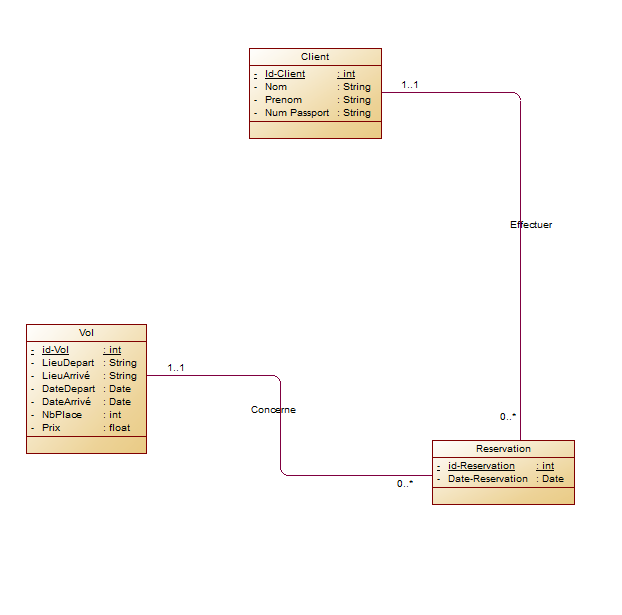 Client
- Id-Client : int
- Nom : String
- Prenom : String
- Num Passport : String
1..1
Effectuer
Vol
- id-Vol : int
- LieuDepart : String
- LieuArrivé : String
- DateDepart : Date
- DateArrivé : Date
- NbPlace : int
- Prix : float
1..1
Concerne
0..*
Reservation
- id-Reservation : int
- Date-Reservation : Date
0..*